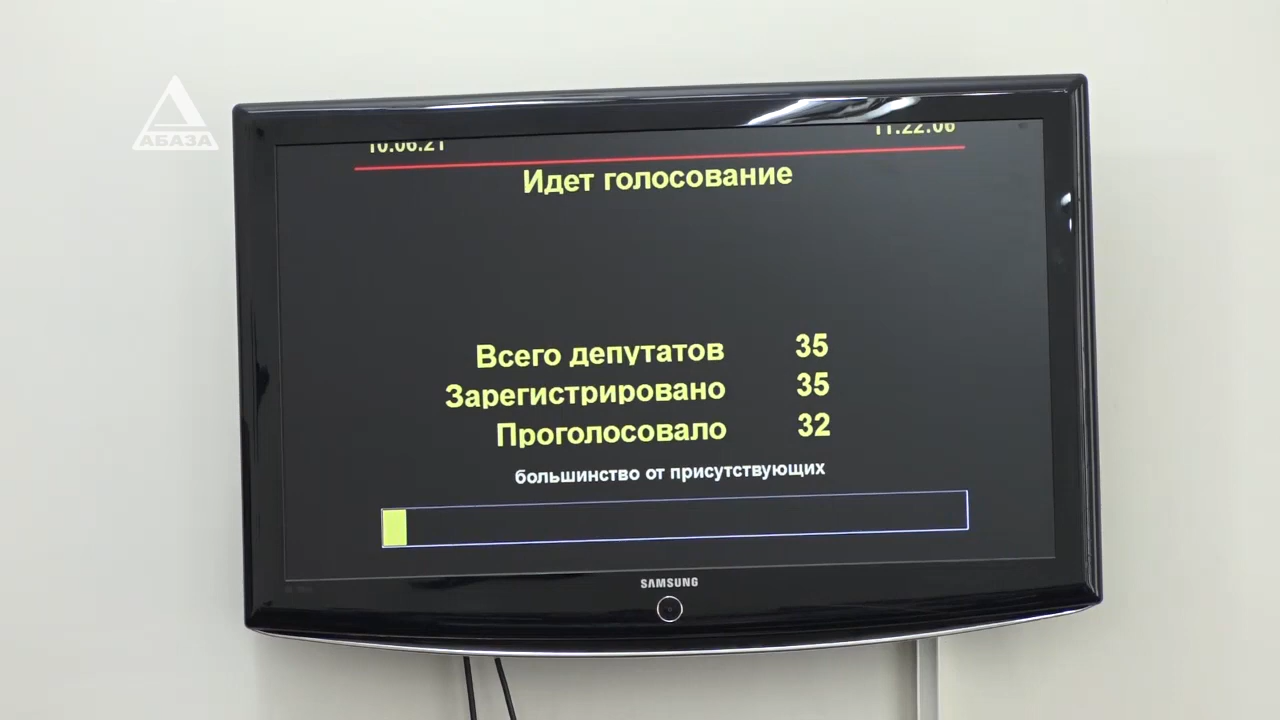 АБАЗА
10.06.21 11.22.06
Идет голосование
Всего депутатов 35
Зарегистрировано 35
Проголосовало 32
большинство от присутствующих
SAMSUNG